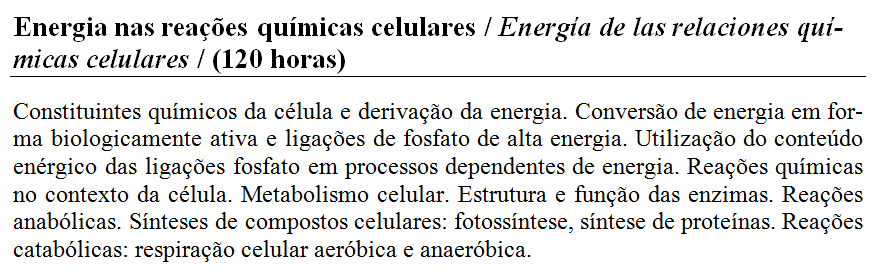 Energia nas reações químicas celulares / Energía de las relaciones quí-
micas celulares / (120 horas)
Constituintes químicos da célula e derivação da energia. Conversão de energia em for-
ma biologicamente ativa e ligações de fosfato de alta energia. Utilização do conteúdo
enérgico das ligações fosfato em processos dependentes de energia. Reações químicas
no contexto da célula. Metabolismo celular. Estrutura e função das enzimas. Reações
anabólicas. Sínteses de compostos celulares: fotossíntese, síntese de proteínas. Reações
catabólicas: respiração celular aeróbica e anaeróbica.